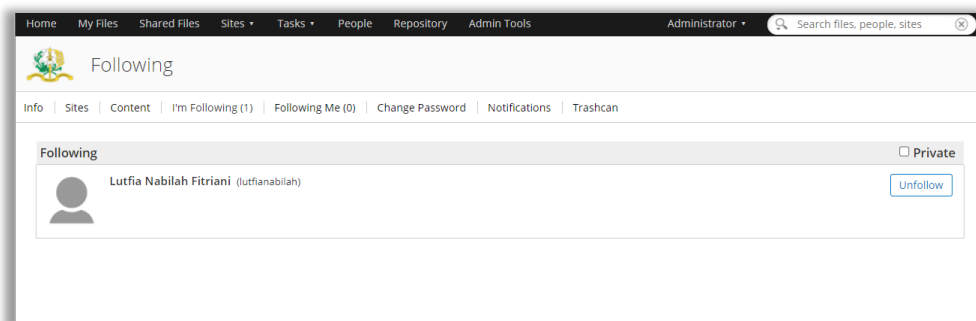 Home My Files Shared Files Sites Tasks People Repository Admin Tools Administrator Search files, people, sites
Following
Info Sites Content I'm Following (1) Following Me (0) Change Password Notifications Trashcan
Following Private
Lutfia Nabilah Fitriani (lutfianabilah) Unfollow